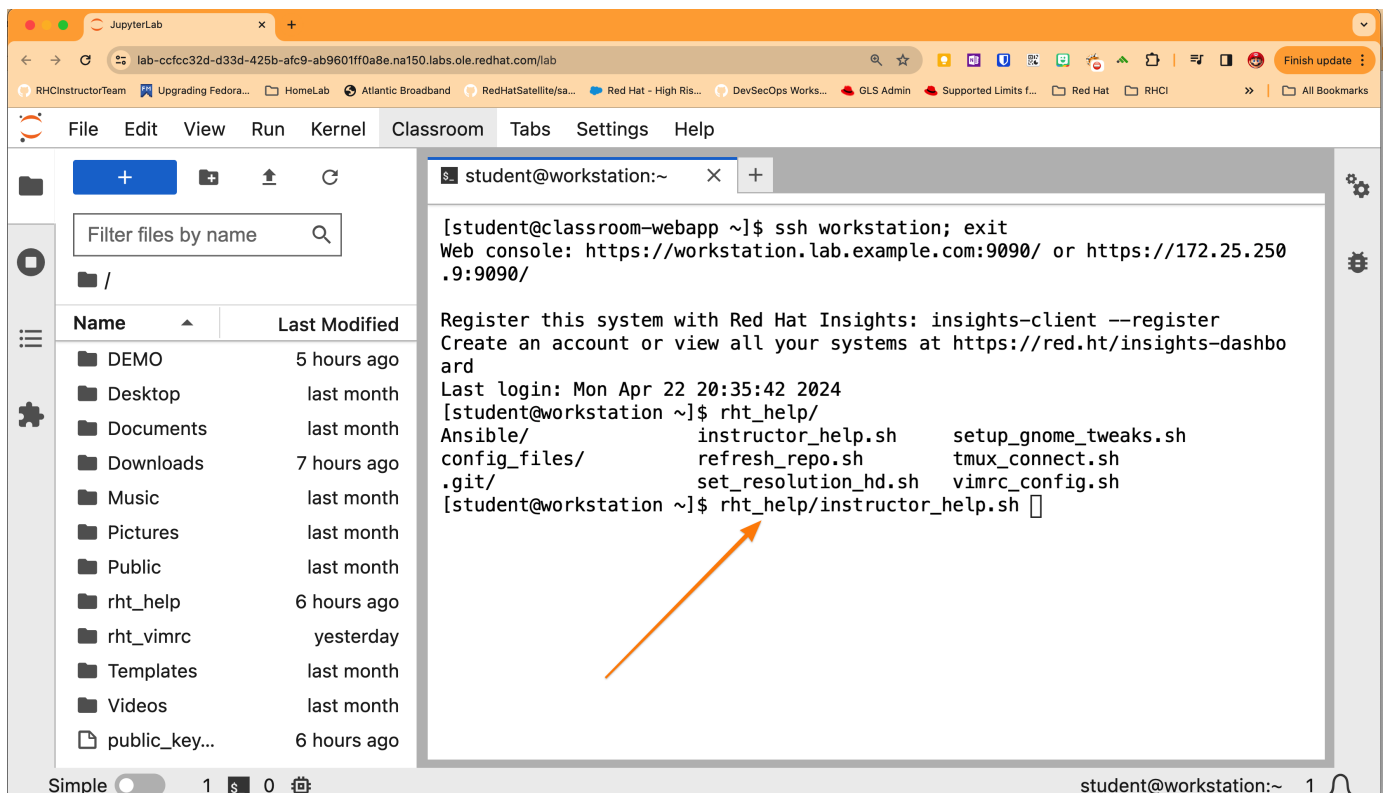 JupyterLab
lab-ccfcc32d-d33d-425b-afc9-ab9601ff0a8e.na150.labs.ole.redhat.com/lab
Finish update
RHCInstructorTeam
Upgrading Fedora...
HomeLab
Atlantic Broadband
RedHatSatellite/sa...
Red Hat - High Ris...
DevSecOps Works...
GLS Admin
Supported Limits f...
Red Hat
RHCI
»
All Bookmarks
File Edit View Run Kernel Classroom Tabs Settings Help
+
Filter files by name
/
Name Last Modified
DEMO 5 hours ago
Desktop last month
Documents last month
Downloads 7 hours ago
Music last month
Pictures last month
Public last month
rht_help 6 hours ago
rht_vimrc yesterday
Templates last month
Videos last month
public_key... 6 hours ago
student@workstation:~
[student@classroom-webapp ~]$ ssh workstation; exit
Web console: https://workstation.lab.example.com:9090/ or https://172.25.250
.9:9090/
Register this system with Red Hat Insights: insights-client --register
Create an account or view all your systems at https://red.ht/insights-dashbo
ard
Last login: Mon Apr 22 20:35:42 2024
[student@workstation ~]$ rht_help/
Ansible/ instructor_help.sh setup_gnome_tweaks.sh
config_files/ refresh_repo.sh tmux_connect.sh
.git/ set_resolution_hd.sh vimrc_config.sh
[student@workstation ~]$ rht_help/instructor_help.sh
Simple 1 $_ 0 student@workstation:~ 1